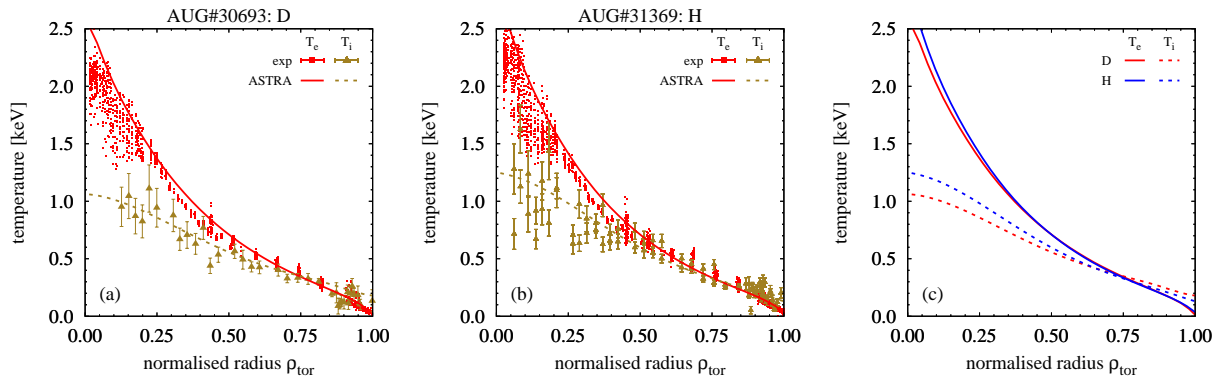 AUG#30693: D
T_e T_i
exp
ASTRA
2.5
2.0
1.5
1.0
0.5
0.0
temperature [keV]
(a)
0.00 0.25 0.50 0.75 1.00
normalised radius ρ_tor
AUG#31369: H
T_e T_i
exp
ASTRA
2.5
2.0
1.5
1.0
0.5
0.0
temperature [keV]
(b)
0.00 0.25 0.50 0.75 1.00
normalised radius ρ_tor
T_e T_i
D
H
2.5
2.0
1.5
1.0
0.5
0.0
temperature [keV]
(c)
0.00 0.25 0.50 0.75 1.00
normalised radius ρ_tor